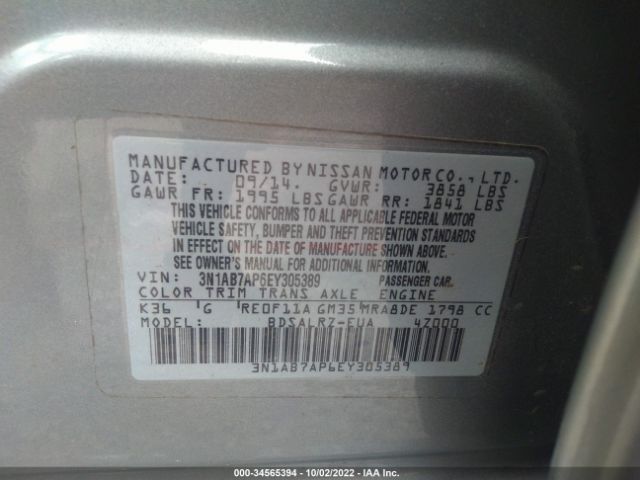 MANUFACTURED BY NISSAN MOTOR CO., LTD.
DATE: 09/14. GVWR: 3858 LBS
GAWR FR: 1995 LBS GAWR RR: 1841 LBS
THIS VEHICLE CONFORMS TO ALL APPLICABLE FEDERAL MOTOR
VEHICLE SAFETY, BUMPER, AND THEFT PREVENTION STANDARDS
IN EFFECT ON THE DATE OF MANUFACTURE SHOWN ABOVE.
SEE OWNER'S MANUAL FOR ADDITIONAL INFORMATION.
VIN: 3N1AB7AP6EY305389 PASSENGER CAR
COLOR TRIM TRANS AXLE ENGINE
K36 'G 'RE0F11A GM35'MRA8DE 1798 CC
MODEL: BDSALRZ-EUA 4Z000
3N1AB7AP6EY305389
000-34565394 - 10/02/2022 - IAA Inc.